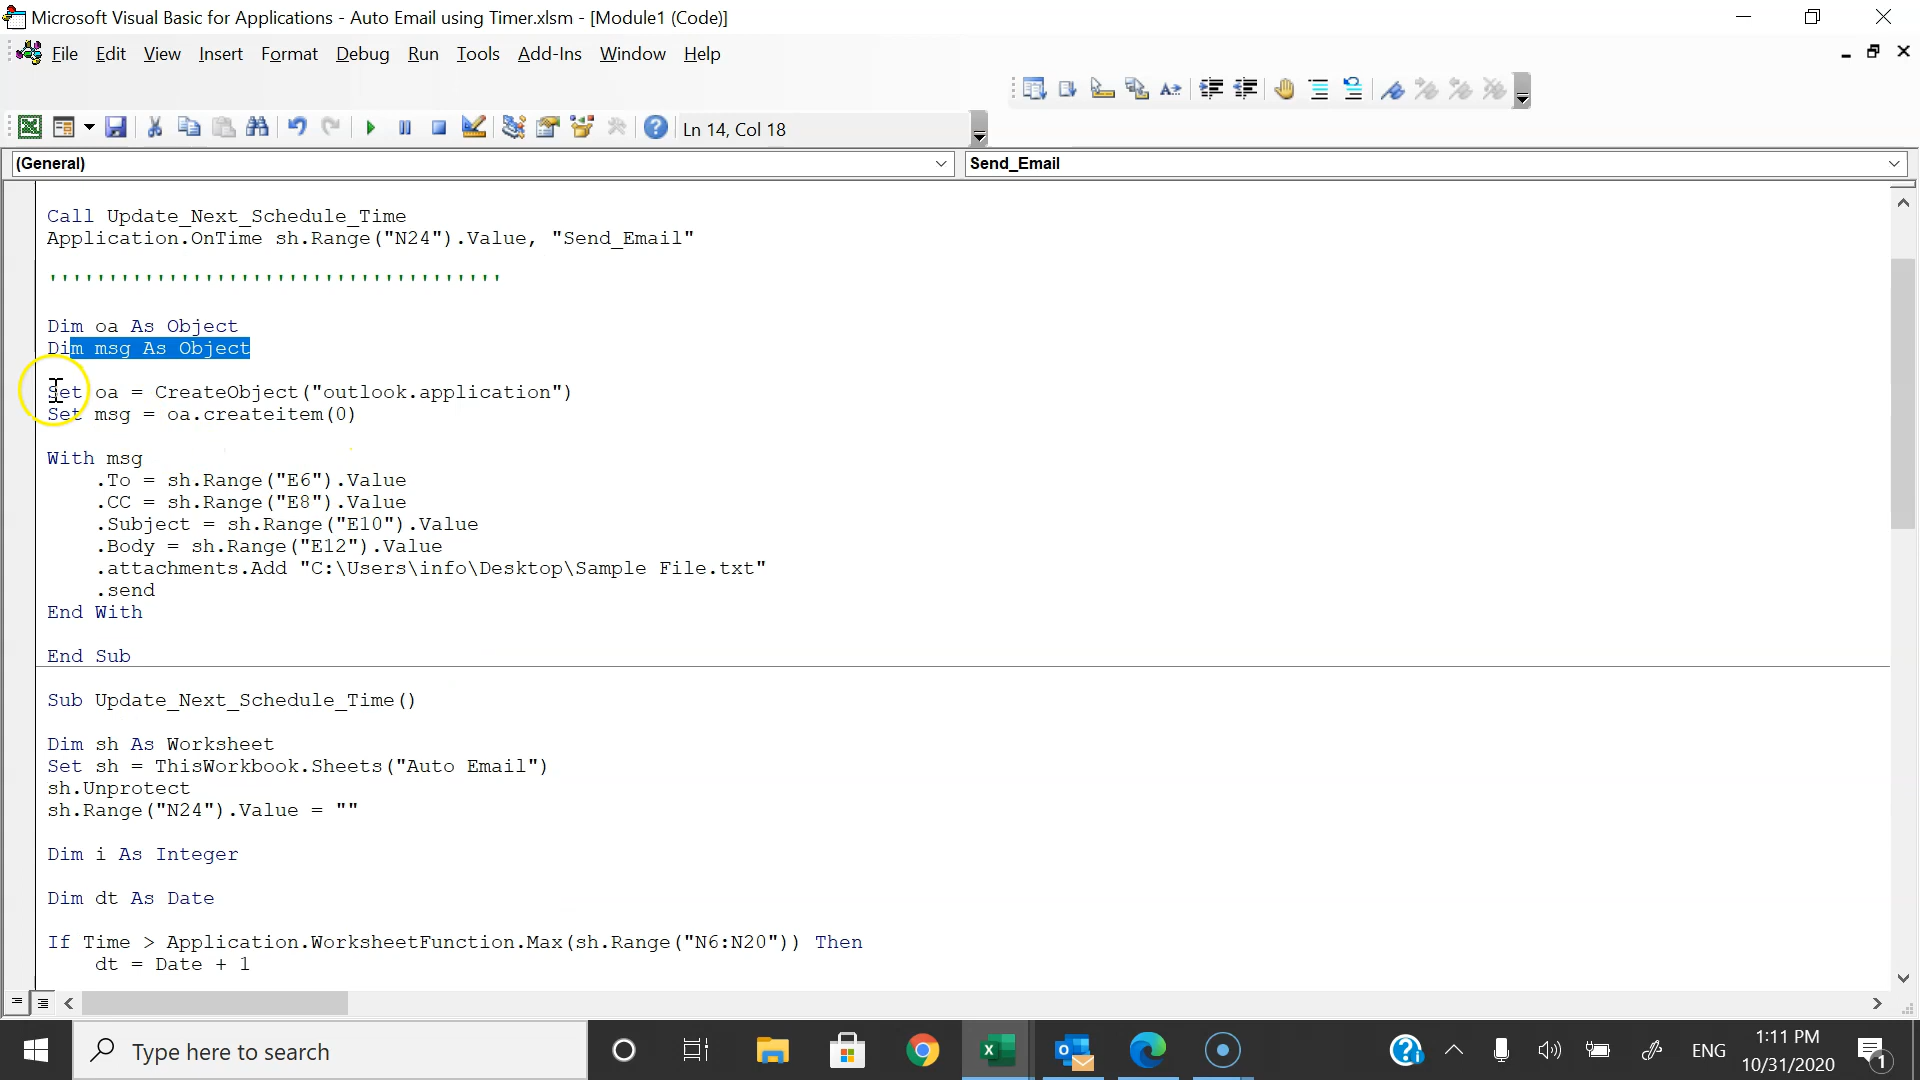 Microsoft Visual Basic for Applications - Auto Email using Timer.xlsm - [Module1 (Code)]
File Edit View Insert Format Debug Run Tools Add-Ins Window Help
Ln 14, Col 18
(General) Send_Email
Call Update_Next_Schedule_Time
Application.OnTime sh.Range("N24").Value, "Send_Email"
''''''''''''''''''''''''''''''''''''''
Dim oa As Object
Dim msg As Object
Set oa = CreateObject("outlook.application")
Set msg = oa.createitem(0)
With msg
.To = sh.Range("E6").Value
.CC = sh.Range("E8").Value
.Subject = sh.Range("E10").Value
.Body = sh.Range("E12").Value
.attachments.Add "C:\Users\info\Desktop\Sample File.txt"
.send
End With
End Sub
Sub Update_Next_Schedule_Time()
Dim sh As Worksheet
Set sh = ThisWorkbook.Sheets("Auto Email")
sh.Unprotect
sh.Range("N24").Value = ""
Dim i As Integer
Dim dt As Date
If Time > Application.WorksheetFunction.Max(sh.Range("N6:N20")) Then
dt = Date + 1
Type here to search
ENG
1:11 PM
10/31/2020
1